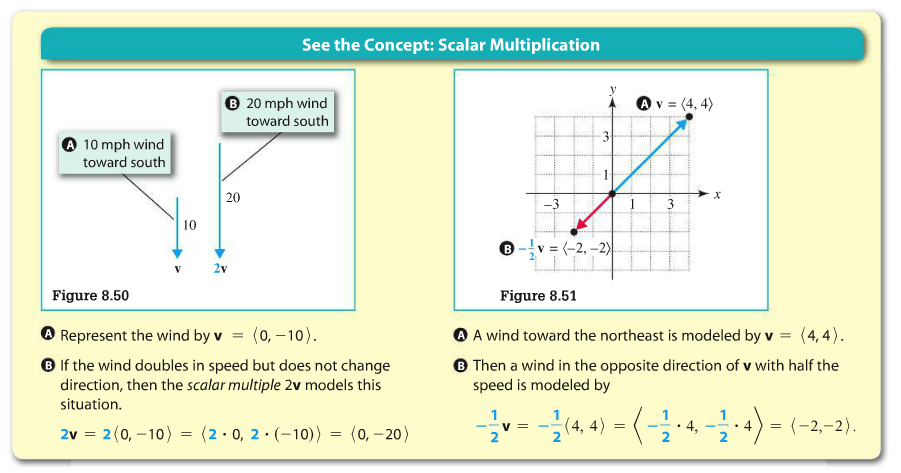 See the Concept: Scalar Multiplication
B 20 mph wind
toward south
A 10 mph wind
toward south
20
10
v
2v
Figure 8.50
A Represent the wind by v = ⟨0, −10⟩.
B If the wind doubles in speed but does not change
direction, then the scalar multiple 2v models this
situation.
2v = 2⟨0, −10⟩ = ⟨2 · 0, 2 · (−10)⟩ = ⟨0, −20⟩
y
A v = ⟨4, 4⟩
3
1
−3
1
3
x
B −1/2 v = ⟨−2, −2⟩
Figure 8.51
A A wind toward the northeast is modeled by v = ⟨4, 4⟩.
B Then a wind in the opposite direction of v with half the
speed is modeled by
−1/2 v = −1/2 ⟨4, 4⟩ = ⟨−1/2 · 4, −1/2 · 4⟩ = ⟨−2,−2⟩.